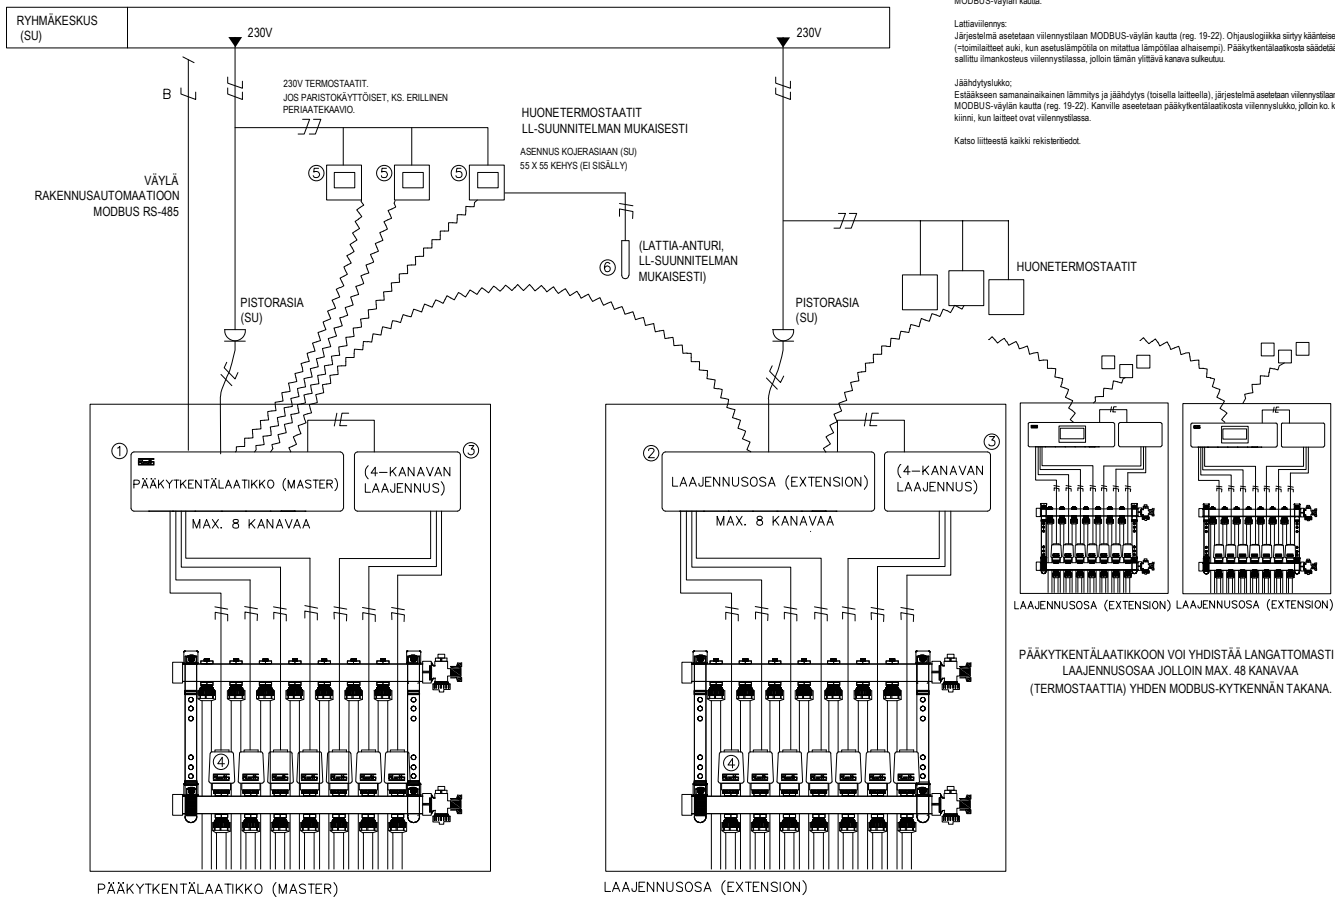 RYHMÄKESKUS
(SU)
230V
230V
MODBUS-väylän kautta.
Lattiaviilennys:
Järjestelmä asetetaan viilennystilaan MODBUS-väylän kautta (reg. 19-22). Ohjauslogiikka siirtyy käänteise
(=toimilaitteet auki, kun asetuslämpötila on mitattua lämpötilaa alhaisempi). Pääkytkentälaatikosta säädetää
sallittu ilmankosteus viilennystilassa, jolloin tämän ylittävä kanava sulkeutuu.
Jäähdytyslukko;
Estääkseen samanainaikainen lämmitys ja jäähdytys (toisella laitteella), järjestelmä asetetaan viilennystilaan
MODBUS-väylän kautta (reg. 19-22). Kanville aseetetaan pääkytkentälaatikosta viilennyslukko, jolloin ko. k
kiinni, kun laitteet ovat viilennystilassa.
Katso liitteestä kaikki rekisteritiedot.
B
230V TERMOSTAATIT.
JOS PARISTOKÄYTTÖISET, KS. ERILLINEN
PERIAATEKAAVIO.
HUONETERMOSTAATIT
LL-SUUNNITELMAN MUKAISESTI
ASENNUS KOJERASIAAN (SU)
55 X 55 KEHYS (EI SISÄLLY)
5
5
5
VÄYLÄ
RAKENNUSAUTOMAATIOON
MODBUS RS-485
6
(LATTIA-ANTURI,
LL-SUUNNITELMAN
MUKAISESTI)
HUONETERMOSTAATIT
PISTORASIA
(SU)
PISTORASIA
(SU)
1
PÄÄKYTKENTÄLAATIKKO (MASTER)
MAX. 8 KANAVAA
3
(4-KANAVAN
LAAJENNUS)
2
LAAJENNUSOSA (EXTENSION)
MAX. 8 KANAVAA
3
(4-KANAVAN
LAAJENNUS)
4
4
LAAJENNUSOSA (EXTENSION)
LAAJENNUSOSA (EXTENSION)
PÄÄKYTKENTÄLAATIKKOON VOI YHDISTÄÄ LANGATTOMASTI
LAAJENNUSOSAA JOLLOIN MAX. 48 KANAVAA
(TERMOSTAATTIA) YHDEN MODBUS-KYTKENNÄN TAKANA.
PÄÄKYTKENTÄLAATIKKO (MASTER)
LAAJENNUSOSA (EXTENSION)